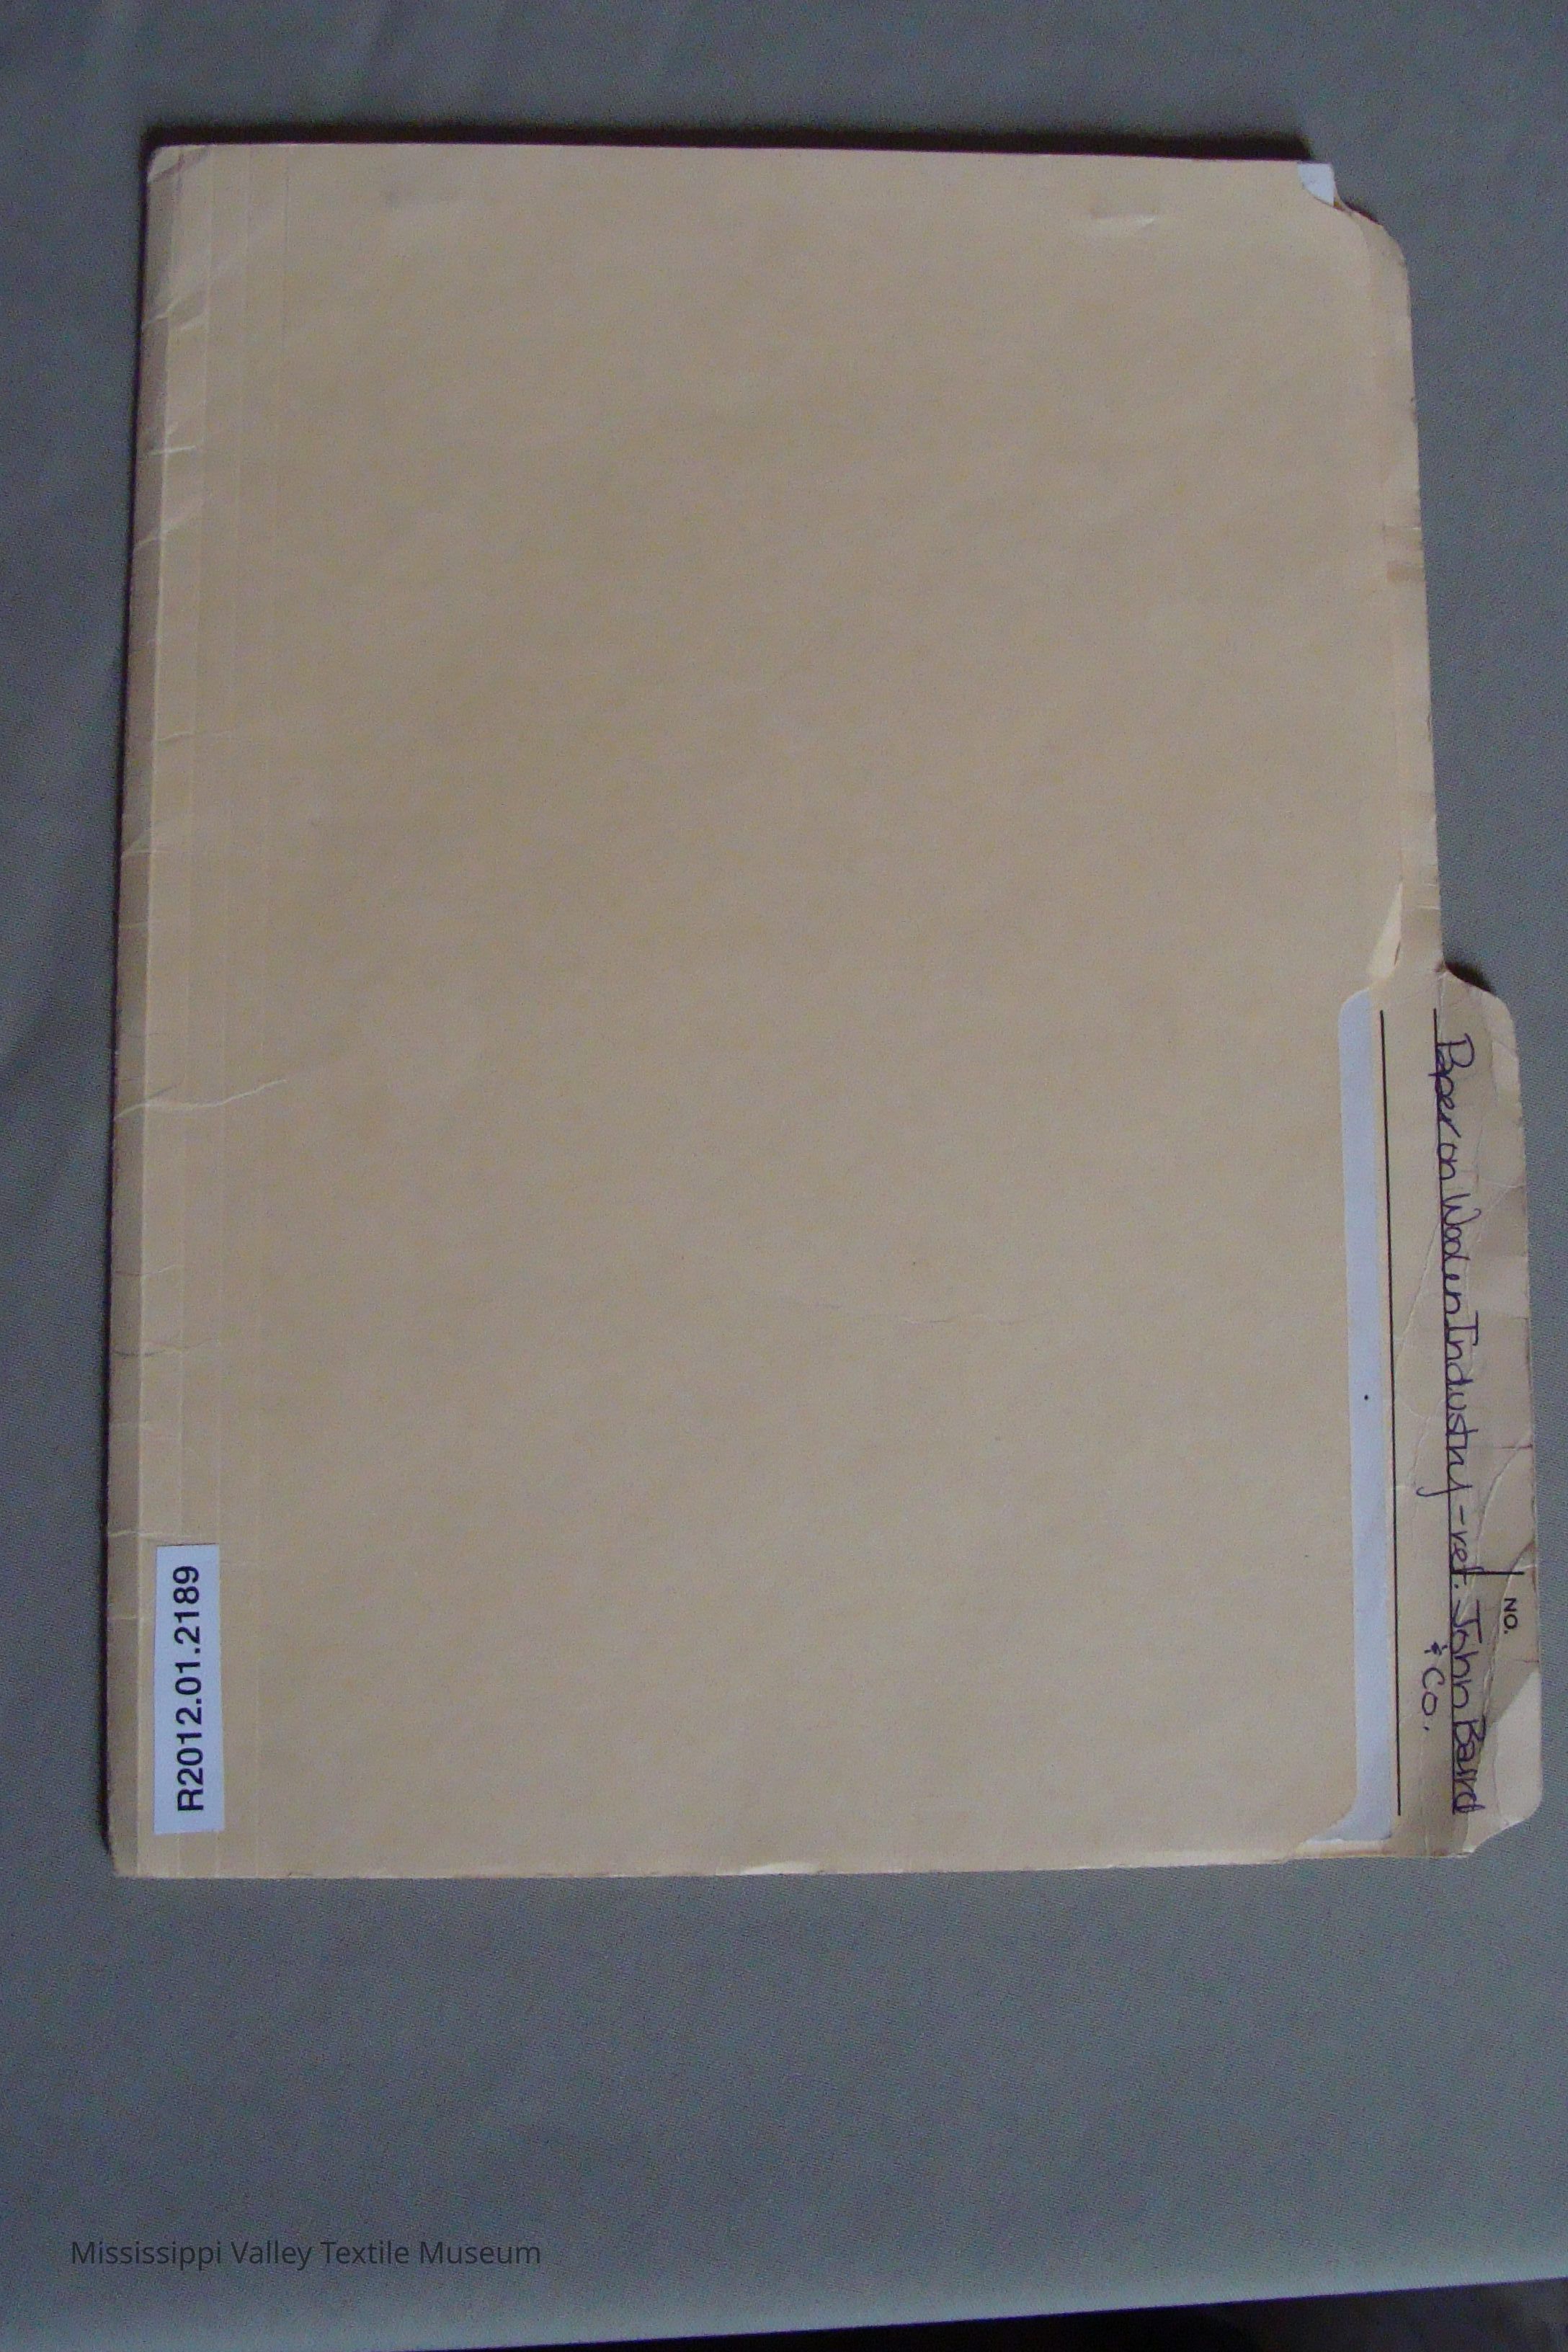 NO.
Paper on Woolen Industry - ref. John Baird
& Co.
R2012.01.2189
Mississippi Valley Textile Museum